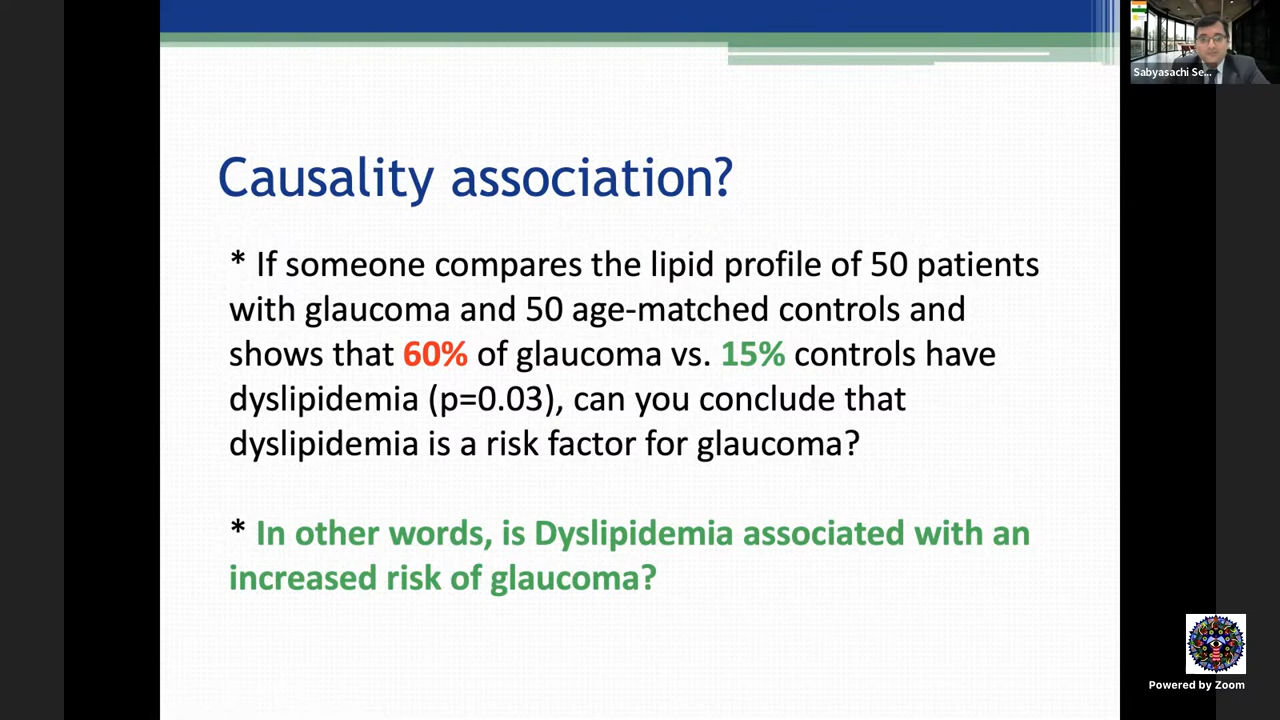 Sabyasachi Se...
Causality association?
* If someone compares the lipid profile of 50 patients
with glaucoma and 50 age-matched controls and
shows that 60% of glaucoma vs. 15% controls have
dyslipidemia (p=0.03), can you conclude that
dyslipidemia is a risk factor for glaucoma?
* In other words, is Dyslipidemia associated with an
increased risk of glaucoma?
Powered by Zoom